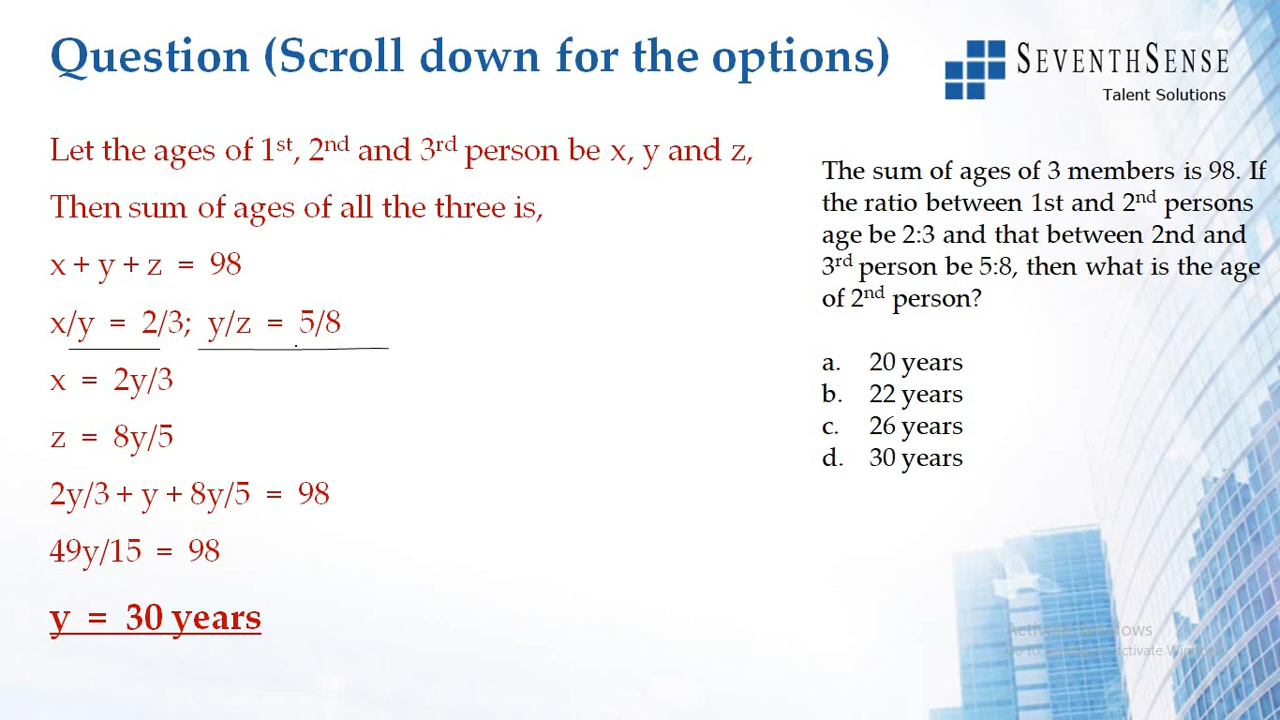 Question (Scroll down for the options)
SEVENTHSENSE
Talent Solutions
Let the ages of 1st, 2nd and 3rd person be x, y and z,
Then sum of ages of all the three is,
x + y + z = 98
x/y = 2/3; y/z = 5/8
x = 2y/3
z = 8y/5
2y/3 + y + 8y/5 = 98
49y/15 = 98
y = 30 years
The sum of ages of 3 members is 98. If
the ratio between 1st and 2nd persons
age be 2:3 and that between 2nd and
3rd person be 5:8, then what is the age
of 2nd person?
a. 20 years
b. 22 years
c. 26 years
d. 30 years